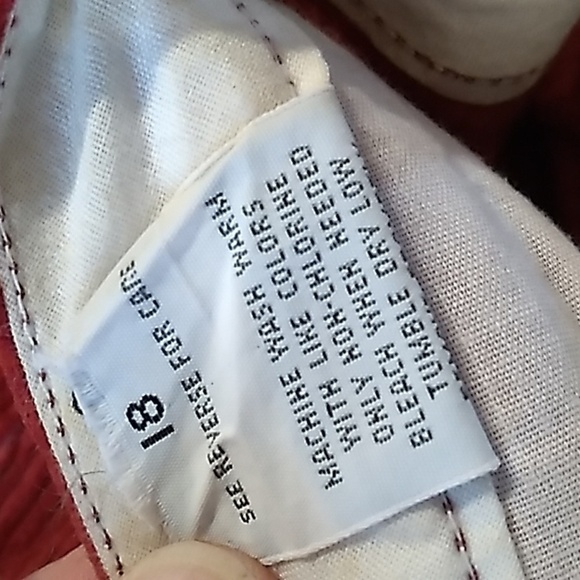 18
SEE REVERSE FOR CARE
MACHINE WASH WARM
WITH LIKE COLORS
ONLY NON-CHLORINE
BLEACH WHEN NEEDED
TUMBLE DRY LOW